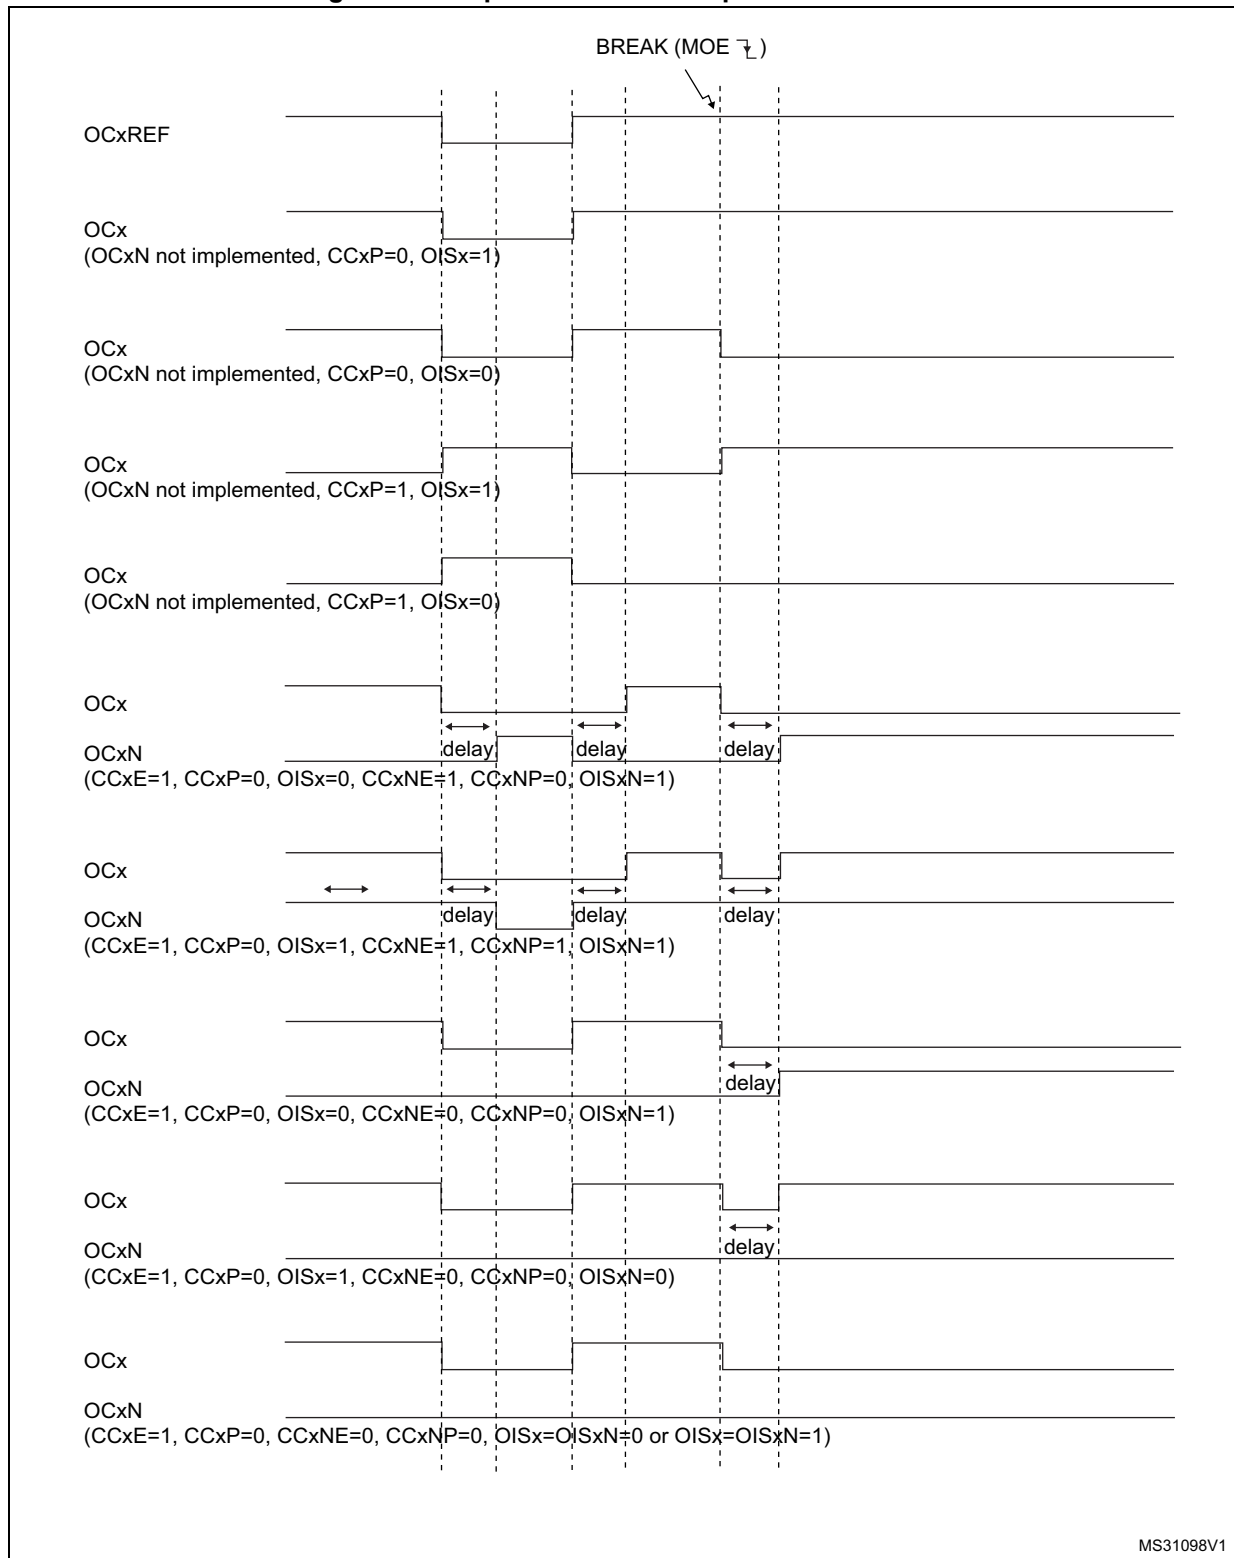 BREAK (MOE )
OCxREF
OCx
(OCxN not implemented, CCxP=0, OISx=1)
OCx
(OCxN not implemented, CCxP=0, OISx=0)
OCx
(OCxN not implemented, CCxP=1, OISx=1)
OCx
(OCxN not implemented, CCxP=1, OISx=0)
OCx
OCxN delay delay delay
(CCxE=1, CCxP=0, OISx=0, CCxNE=1, CCxNP=0, OISxN=1)
OCx
OCxN delay delay delay
(CCxE=1, CCxP=0, OISx=1, CCxNE=1, CCxNP=1, OISxN=1)
OCx
OCxN delay
(CCxE=1, CCxP=0, OISx=0, CCxNE=0, CCxNP=0, OISxN=1)
OCx
OCxN delay
(CCxE=1, CCxP=0, OISx=1, CCxNE=0, CCxNP=0, OISxN=0)
OCx
OCxN
(CCxE=1, CCxP=0, CCxNE=0, CCxNP=0, OISx=OISxN=0 or OISx=OISxN=1)
MS31098V1